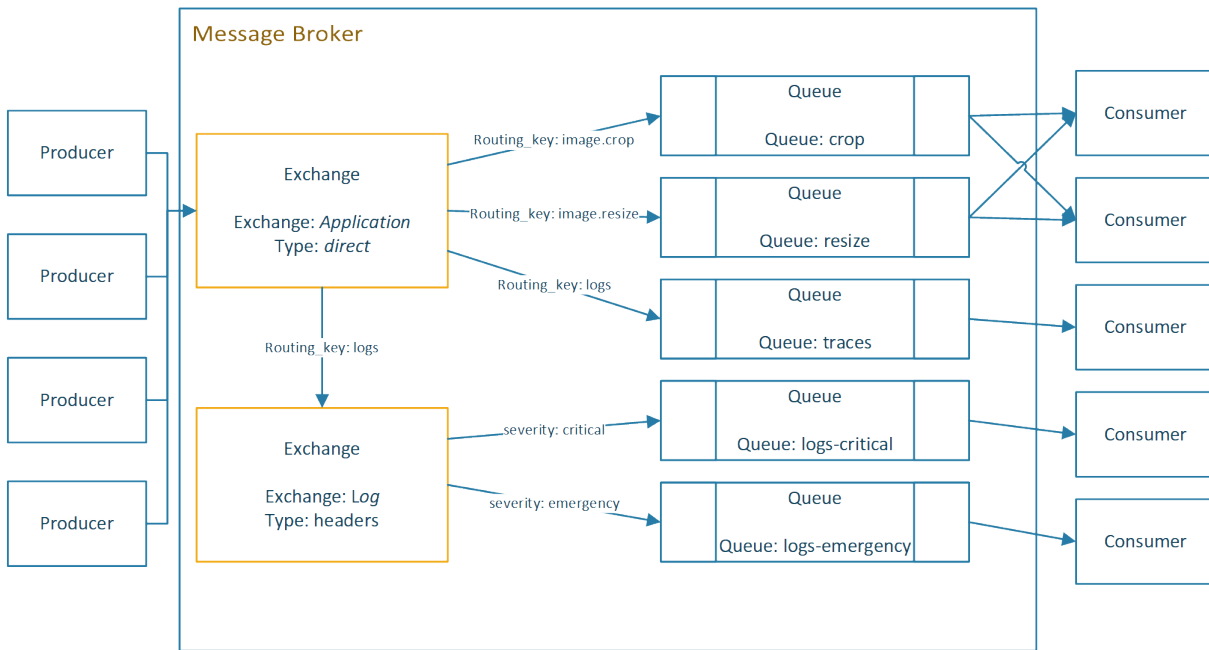 Message Broker
Producer
Producer
Producer
Producer
Exchange
Exchange: Application
Type: direct
Routing_key: image.crop
Routing_key: image.resize
Routing_key: logs
Routing_key: logs
Exchange
Exchange: Log
Type: headers
severity: critical
severity: emergency
Queue
Queue: crop
Queue
Queue: resize
Queue
Queue: traces
Queue
Queue: logs-critical
Queue
Queue: logs-emergency
Consumer
Consumer
Consumer
Consumer
Consumer